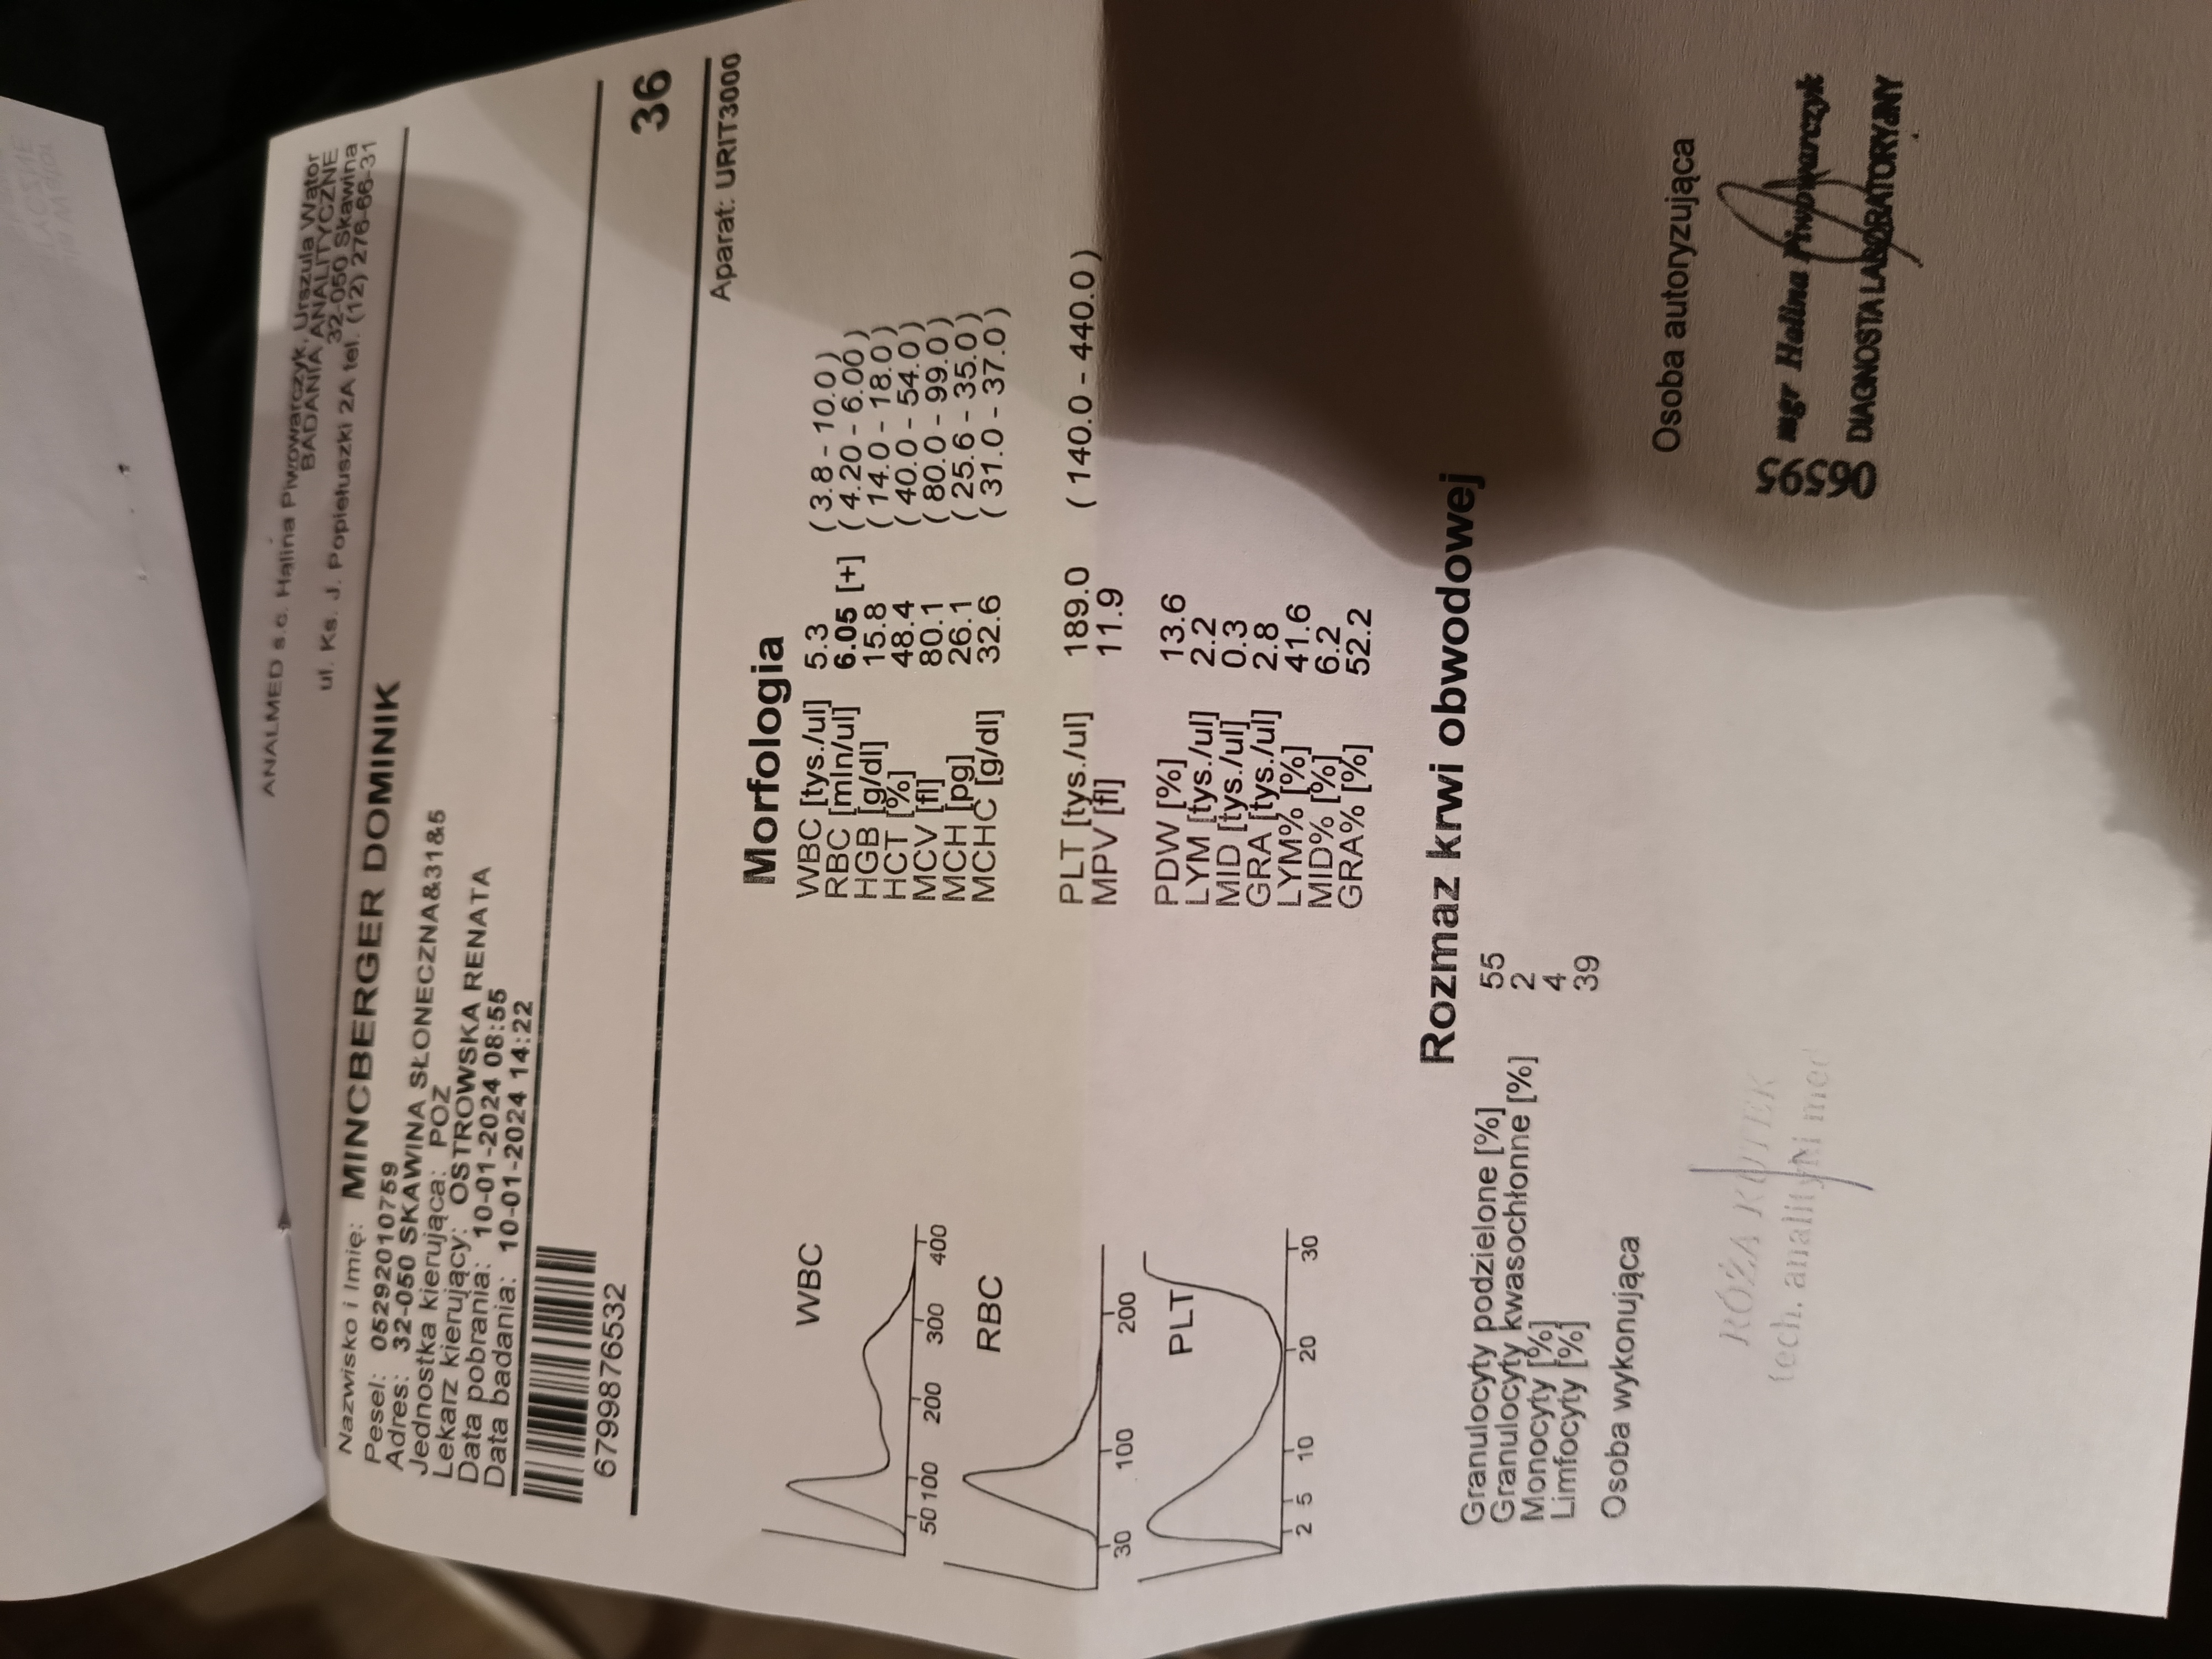 ANALMED s.c. Halina Piwowarczyk, Urszula Wątor
BADANIA ANALITYCZNE
32-050 Skawina
ul. Ks. J. Popiełuszki 2A tel. (12) 276-66-31
Nazwisko i Imię: MINCBERGER DOMINIK
Pesel: 05292010759
Adres: 32-050 SKAWINA SŁONECZNA&31&5
Jednostka kierująca: POZ
Lekarz kierujący: OSTROWSKA RENATA
Data pobrania: 10-01-2024 08:55
Data badania: 10-01-2024 14:22
6799876532
36
Aparat: URIT3000
Morfologia
WBC [tys./ul] 5.3 ( 3.8 - 10.0 )
RBC [mln/ul] 6.05 [+] ( 4.20 - 6.00 )
HGB [g/dl] 15.8 ( 14.0 - 18.0 )
HCT [%] 48.4 ( 40.0 - 54.0 )
MCV [fl] 80.1 ( 80.0 - 99.0 )
MCH [pg] 26.1 ( 25.6 - 35.0 )
MCHC [g/dl] 32.6 ( 31.0 - 37.0 )
PLT [tys./ul] 189.0 ( 140.0 - 440.0 )
MPV [fl] 11.9
PDW [%] 13.6
LYM [tys./ul] 2.2
MID [tys./ul] 0.3
GRA [tys./ul] 2.8
LYM% [%] 41.6
MID% [%] 6.2
GRA% [%] 52.2
WBC
50 100 200 300 400
RBC
30 100 200
PLT
2 5 10 20 30
Rozmaz krwi obwodowej
Granulocyty podzielone [%] 55
Granulocyty kwasochłonne [%] 2
Monocyty [%] 4
Limfocyty [%] 39
Osoba wykonująca
RÓŻA KUTEK
tech. analityki med
Osoba autoryzująca
06595
mgr Halina Piwowarczyk
DIAGNOSTA LABORATORYJNY